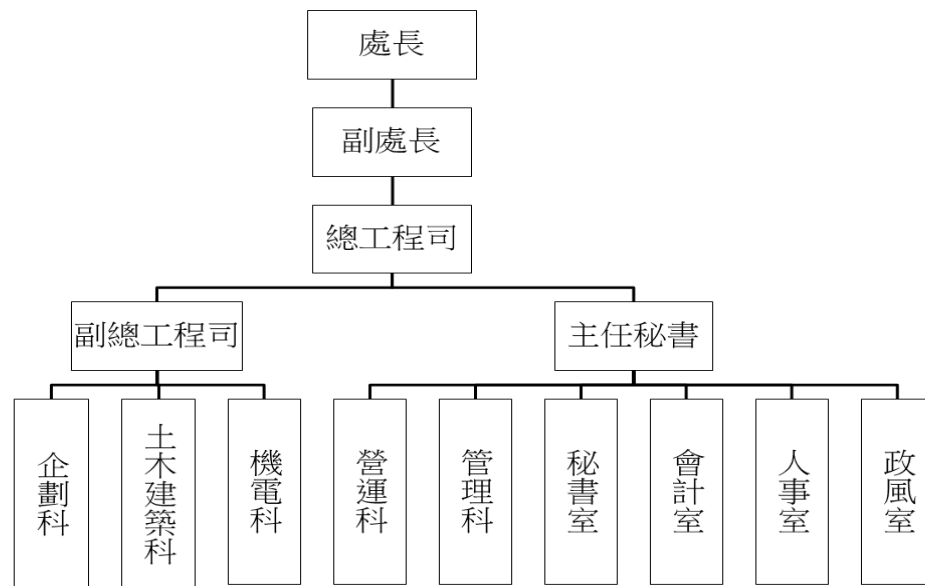 處長
副處長
總工程司
副總工程司
主任秘書
企劃科
土木建築科
機電科
營運科
管理科
秘書室
會計室
人事室
政風室